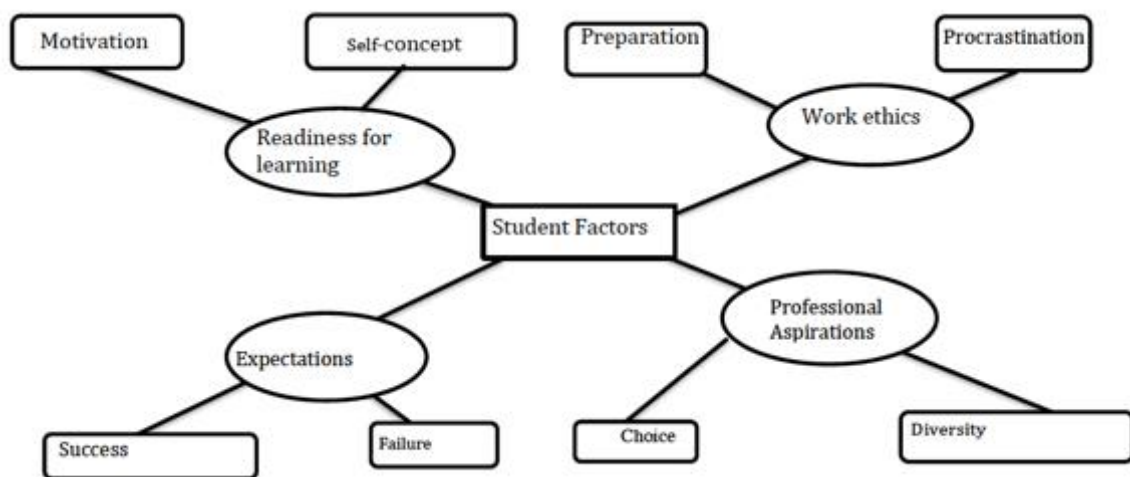 Motivation
Self-concept
Preparation
Procrastination
Readiness for
learning
Work ethics
Student Factors
Professional
Aspirations
Expectations
Success
Failure
Choice
Diversity